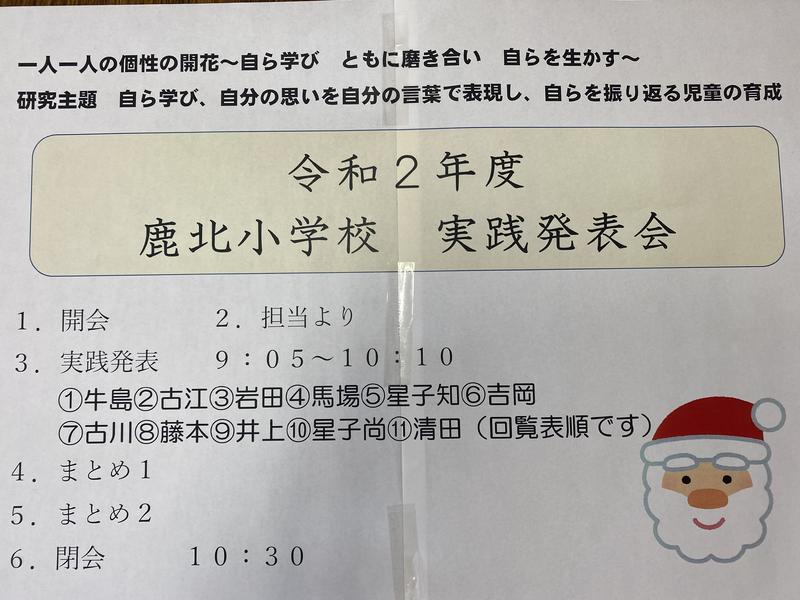 一人一人の個性の開花～自ら学び　ともに磨き合い　自らを生かす～
研究主題　自ら学び、自分の思いを自分の言葉で表現し、自らを振り返る児童の育成
令和２年度
鹿北小学校　実践発表会
１．開会　２．担当より
３．実践発表　９：０５～１０：１０
①牛島②古江③岩田④馬場⑤星子知⑥吉岡
⑦古川⑧藤本⑨井上⑩星子尚⑪清田（回覧表順です）
４．まとめ１
５．まとめ２
６．閉会　１０：３０